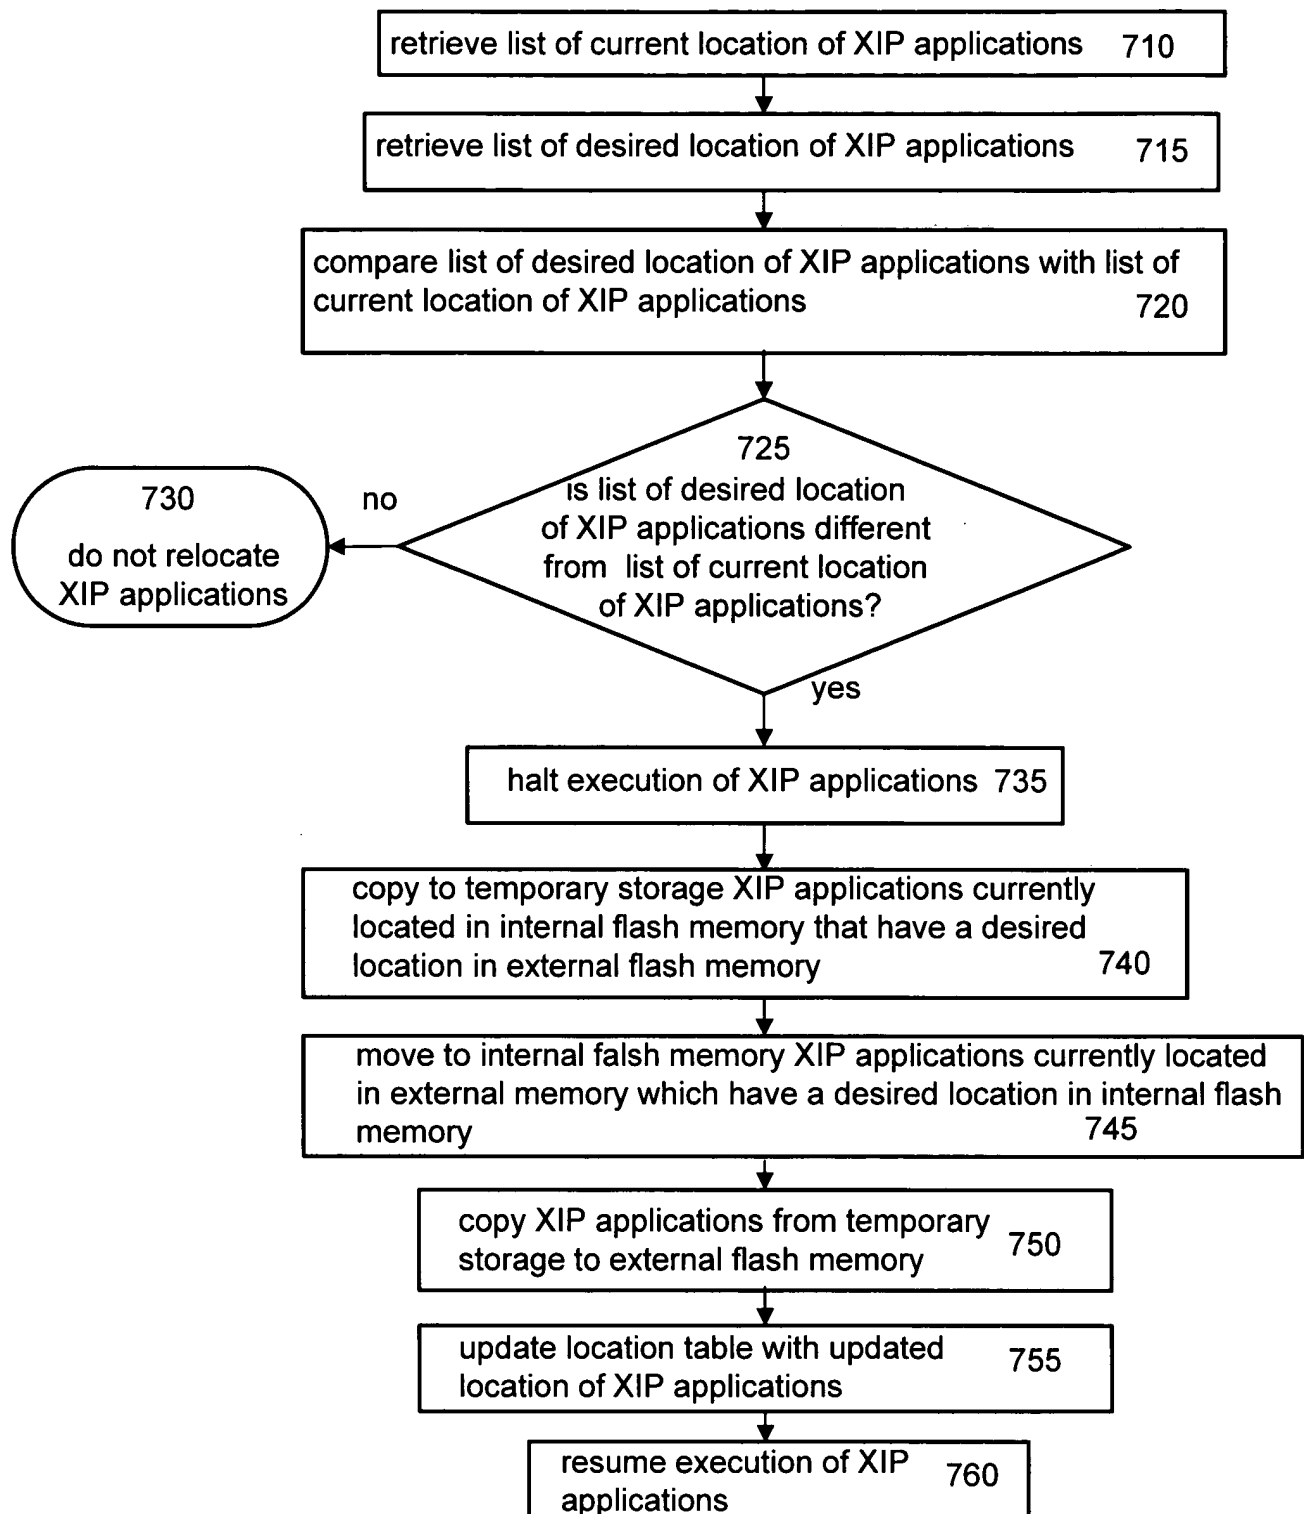 retrieve list of current location of XIP applications 710
retrieve list of desired location of XIP applications 715
compare list of desired location of XIP applications with list of
current location of XIP applications 720
725
is list of desired location
of XIP applications different
from list of current location
of XIP applications?
no
730
do not relocate
XIP applications
yes
halt execution of XIP applications 735
copy to temporary storage XIP applications currently
located in internal flash memory that have a desired
location in external flash memory 740
move to internal falsh memory XIP applications currently located
in external memory which have a desired location in internal flash
memory 745
copy XIP applications from temporary
storage to external flash memory 750
update location table with updated 755
location of XIP applications
resume execution of XIP 760
applications